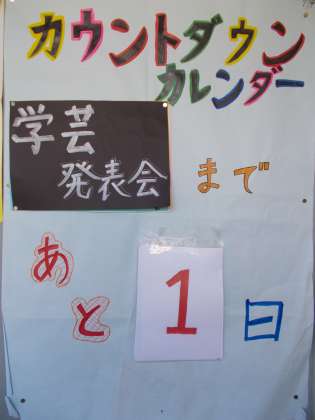 カウントダウン
カレンダー
学芸
発表会 まで
あと 1 日